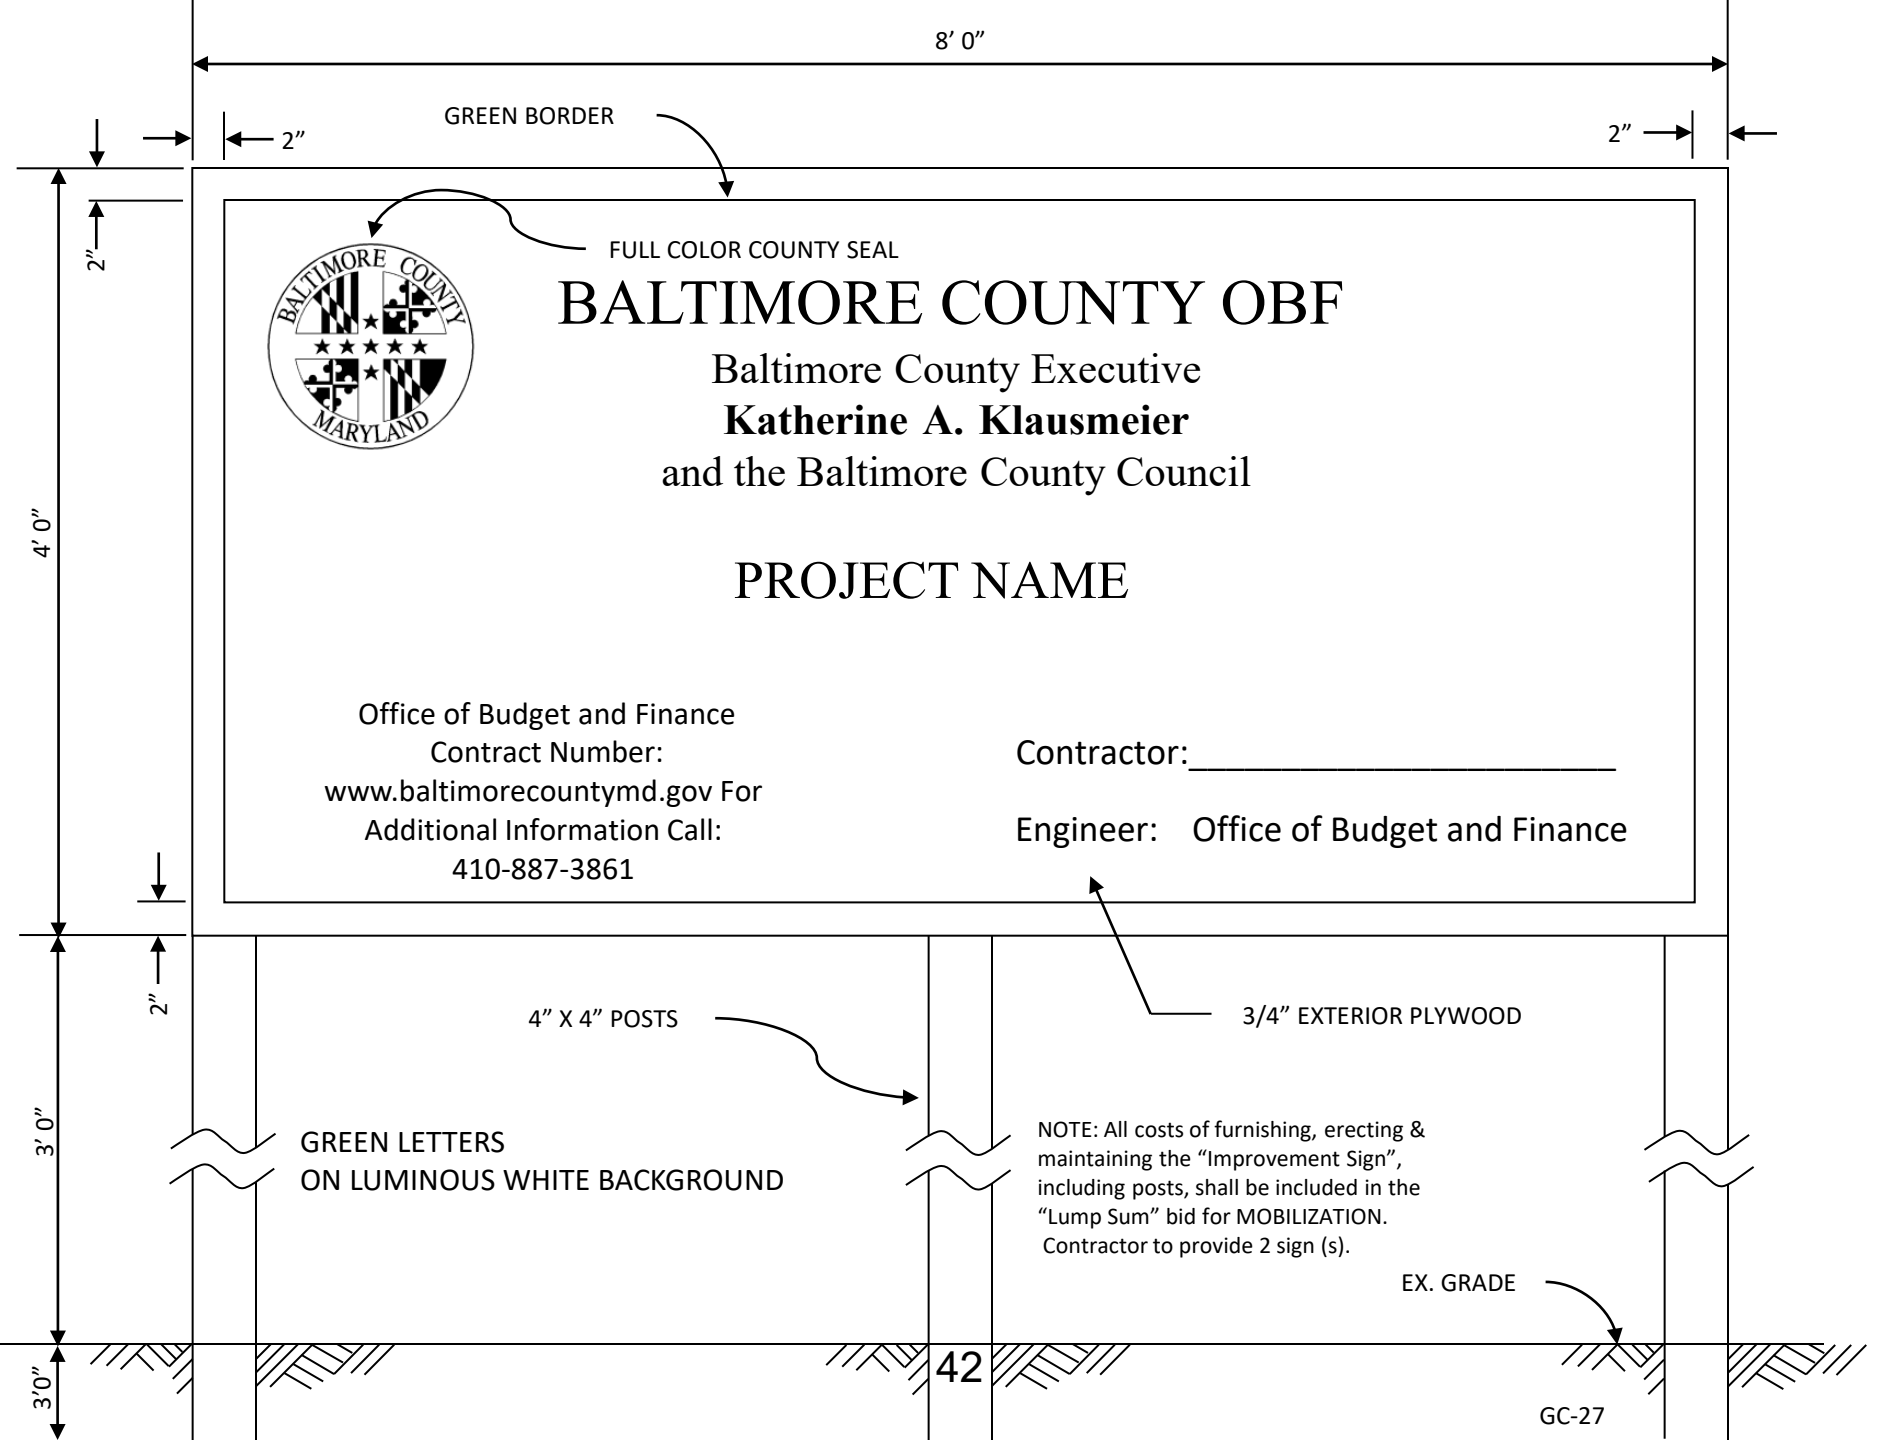 8’ 0”
GREEN BORDER
2”
2”
2”
FULL COLOR COUNTY SEAL
BALTIMORE COUNTY
MARYLAND
BALTIMORE COUNTY OBF
Baltimore County Executive
Katherine A. Klausmeier
and the Baltimore County Council
4’ 0”
PROJECT NAME
Office of Budget and Finance
Contract Number:
www.baltimorecountymd.gov For
Additional Information Call:
410-887-3861
Contractor:_______________________
Engineer: Office of Budget and Finance
2”
4” X 4” POSTS
3/4” EXTERIOR PLYWOOD
3’ 0”
GREEN LETTERS
ON LUMINOUS WHITE BACKGROUND
NOTE: All costs of furnishing, erecting &
maintaining the “Improvement Sign”,
including posts, shall be included in the
“Lump Sum” bid for MOBILIZATION.
Contractor to provide 2 sign (s).
EX. GRADE
42
3’0”
GC-27